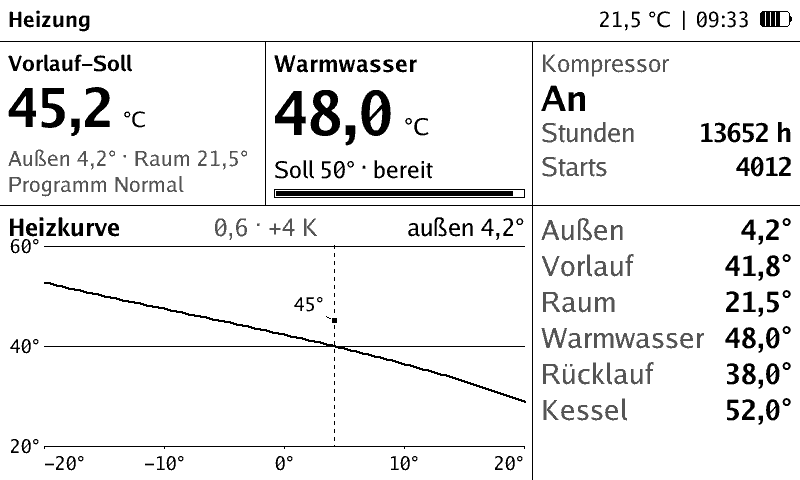 Heizung 21,5 °C | 09:33
Vorlauf-Soll
45,2 °C
Außen 4,2° · Raum 21,5°
Programm Normal
Warmwasser
48,0 °C
Soll 50° · bereit
Kompressor
An
Stunden 13652 h
Starts 4012
Heizkurve 0,6 · +4 K außen 4,2°
60°
45°
40°
20°
-20° -10° 0° 10° 20°
Außen 4,2°
Vorlauf 41,8°
Raum 21,5°
Warmwasser 48,0°
Rücklauf 38,0°
Kessel 52,0°